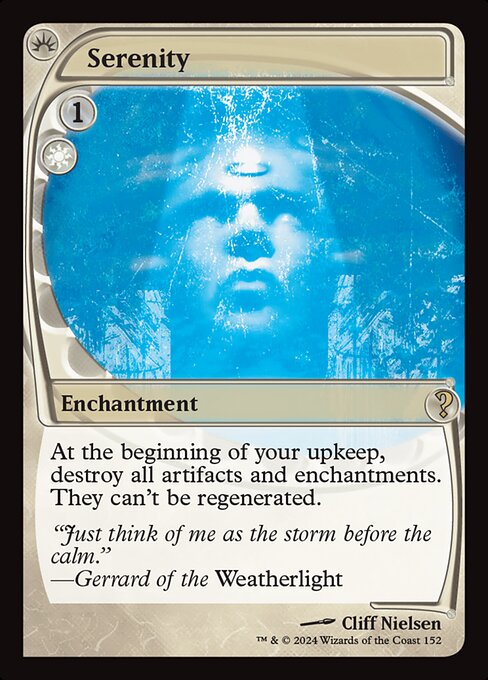 Serenity
1
Enchantment
At the beginning of your upkeep,
destroy all artifacts and enchantments.
They can't be regenerated.
"Just think of me as the storm before the
calm."
—Gerrard of the Weatherlight
Cliff Nielsen
™ & © 2024 Wizards of the Coast 152